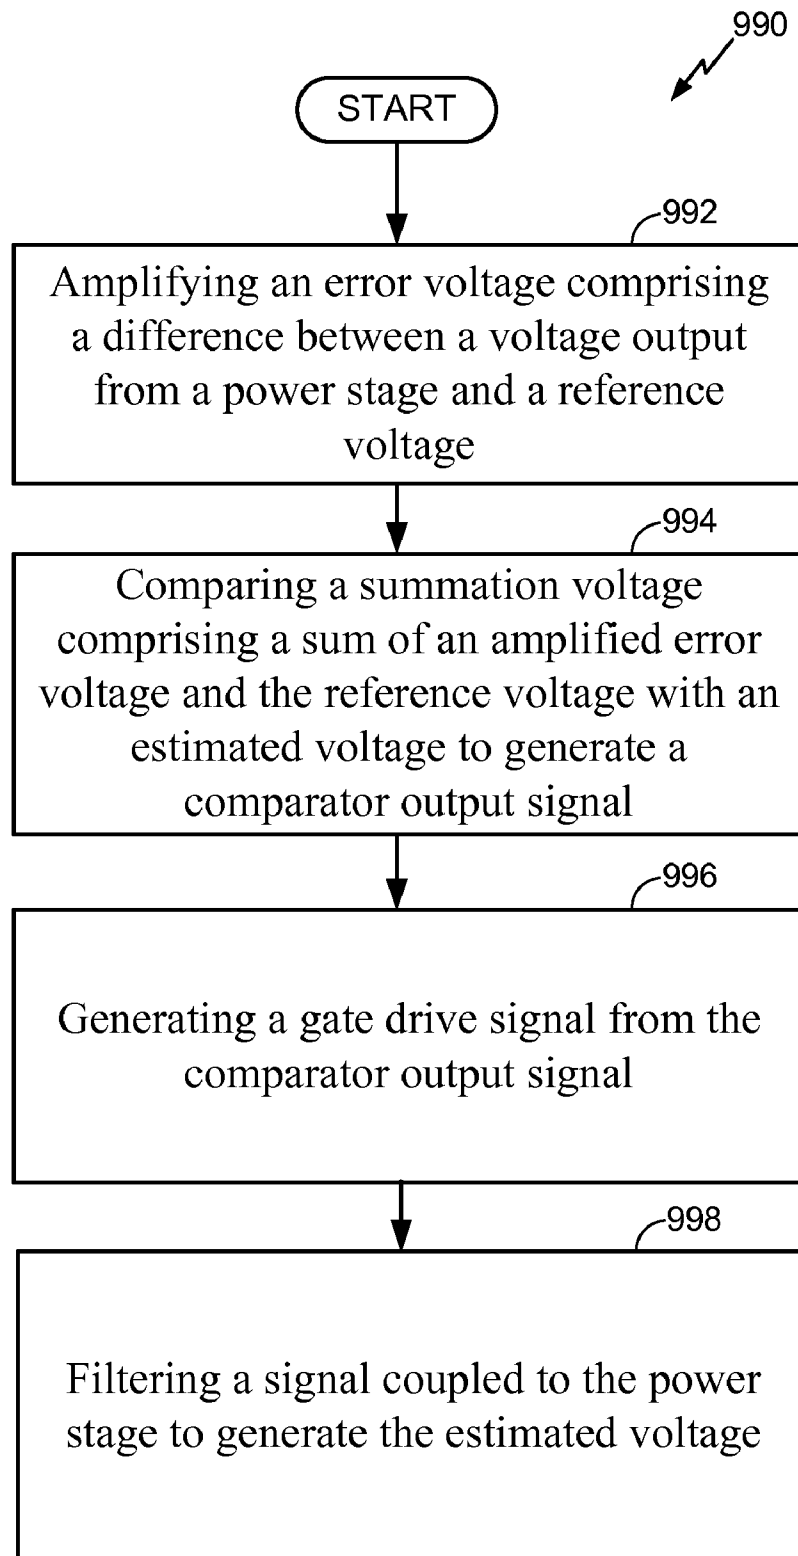 990
START
992
Amplifying an error voltage comprising
a difference between a voltage output
from a power stage and a reference
voltage
994
Comparing a summation voltage
comprising a sum of an amplified error
voltage and the reference voltage with an
estimated voltage to generate a
comparator output signal
996
Generating a gate drive signal from the
comparator output signal
998
Filtering a signal coupled to the power
stage to generate the estimated voltage